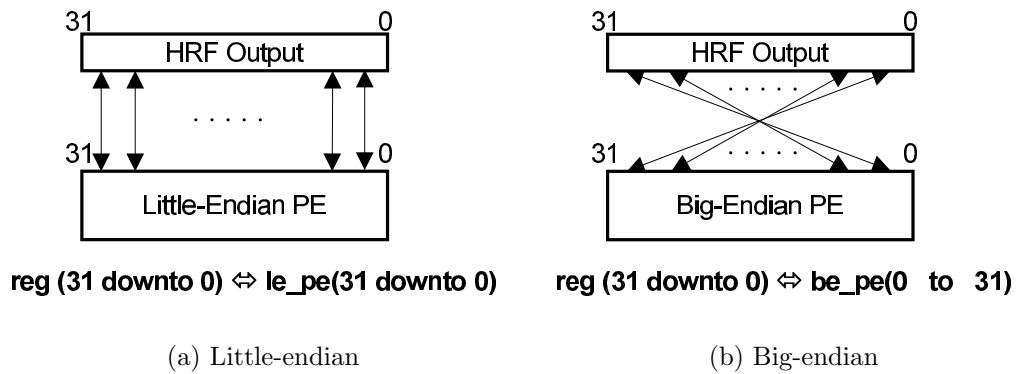 31 0
HRF Output
. . . . .
31 0
Little-Endian PE
reg (31 downto 0) ⇔ le_pe(31 downto 0)
(a) Little-endian
31 0
HRF Output
. . . . .
. . . . .
31 0
Big-Endian PE
reg (31 downto 0) ⇔ be_pe(0 to 31)
(b) Big-endian